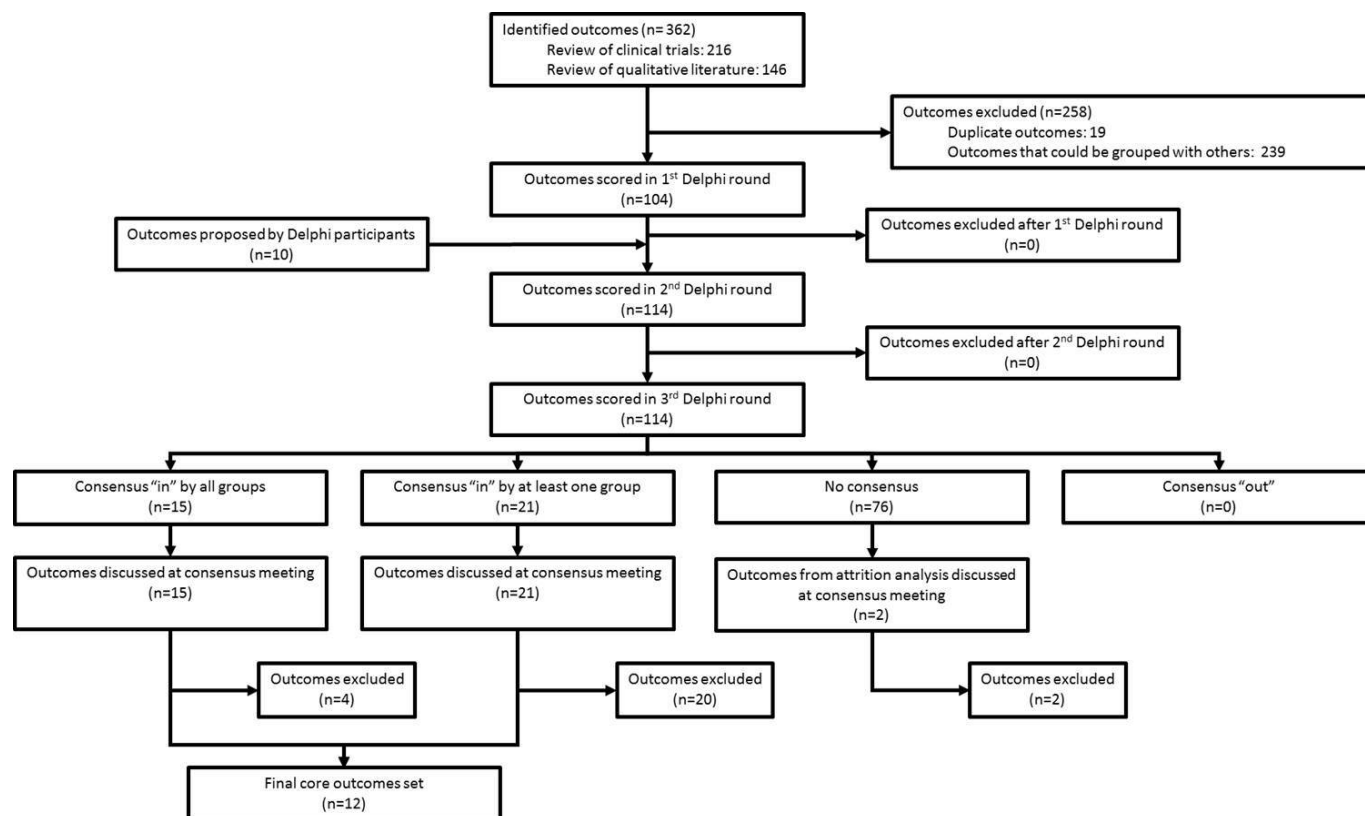 Identified outcomes (n= 362)
Review of clinical trials: 216
Review of qualitative literature: 146
Outcomes excluded (n=258)
Duplicate outcomes: 19
Outcomes that could be grouped with others: 239
Outcomes scored in 1st Delphi round
(n=104)
Outcomes proposed by Delphi participants
(n=10)
Outcomes excluded after 1st Delphi round
(n=0)
Outcomes scored in 2nd Delphi round
(n=114)
Outcomes excluded after 2nd Delphi round
(n=0)
Outcomes scored in 3rd Delphi round
(n=114)
Consensus “in” by all groups
(n=15)
Consensus “in” by at least one group
(n=21)
No consensus
(n=76)
Consensus “out”
(n=0)
Outcomes discussed at consensus meeting
(n=15)
Outcomes discussed at consensus meeting
(n=21)
Outcomes from attrition analysis discussed
at consensus meeting
(n=2)
Outcomes excluded
(n=4)
Outcomes excluded
(n=20)
Outcomes excluded
(n=2)
Final core outcomes set
(n=12)